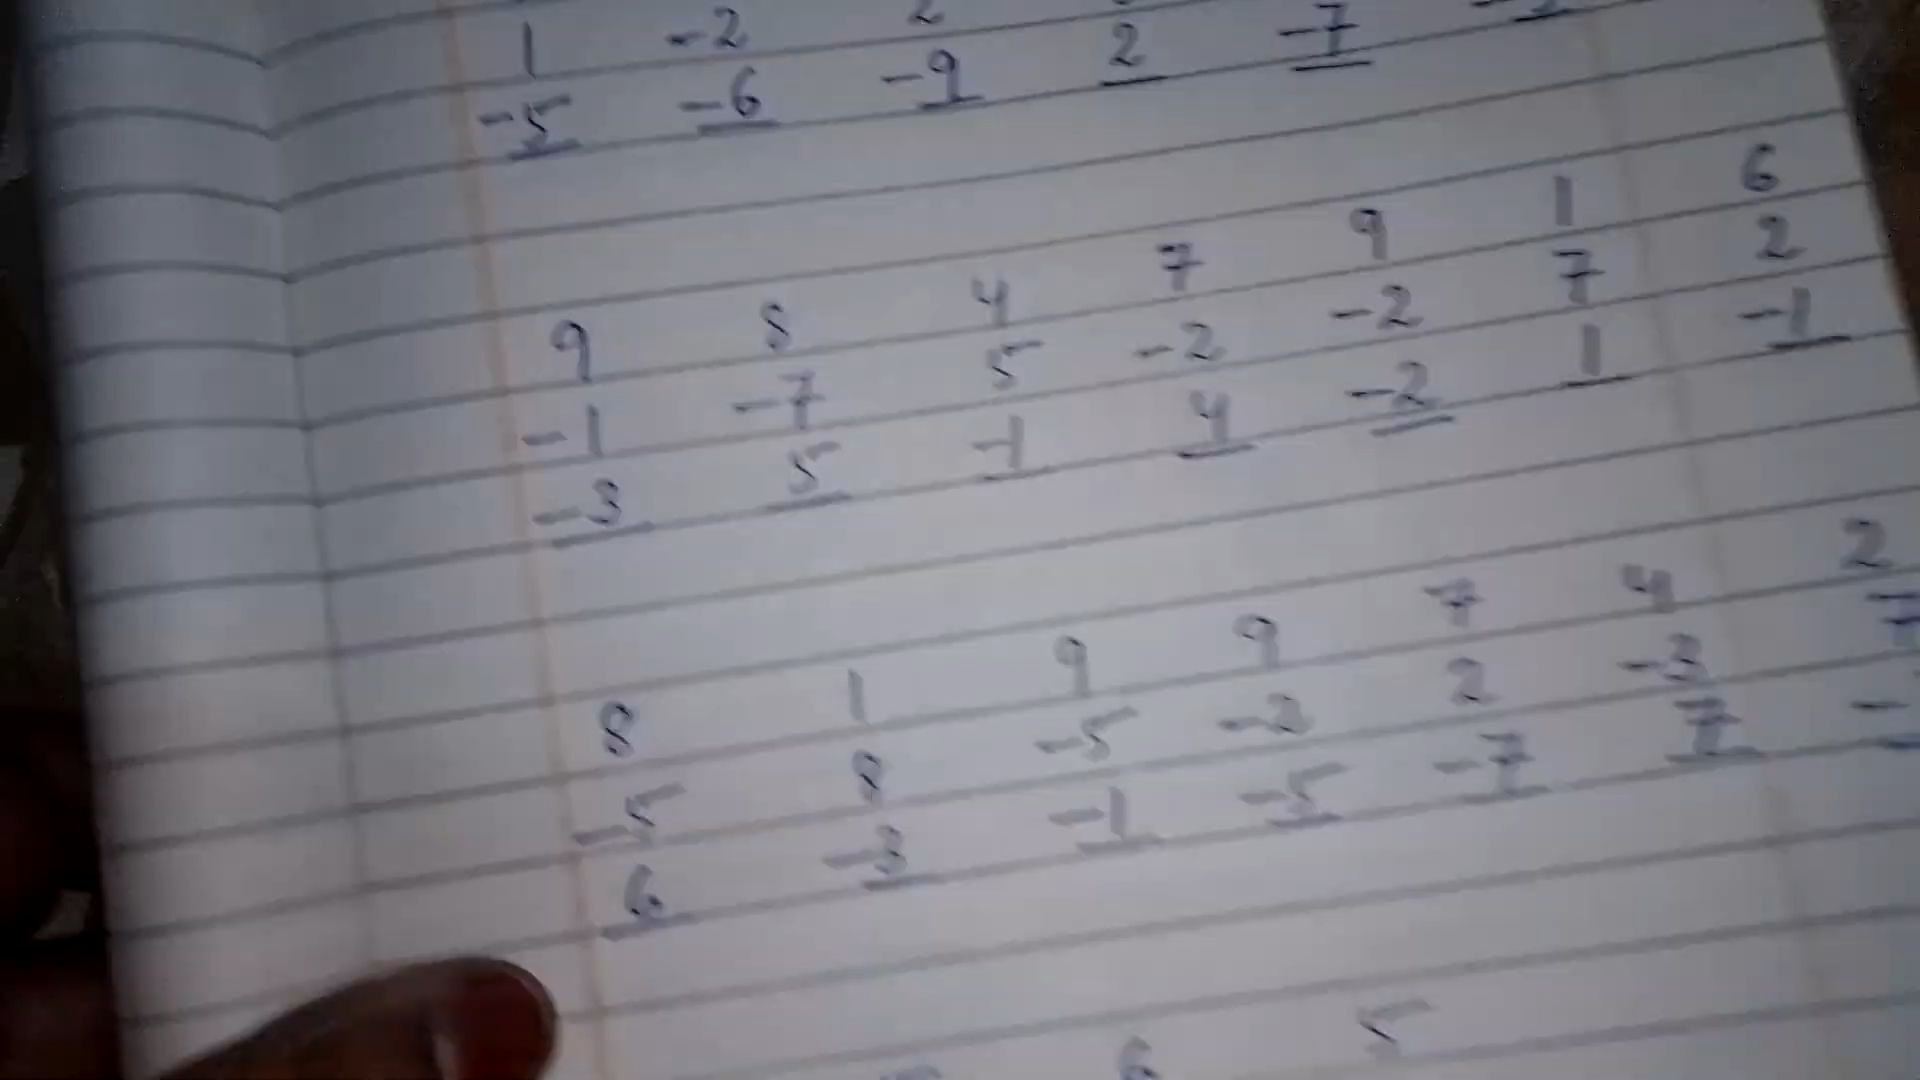 1 -2 2
-5 -6 -9 2 -7
9 8 4 7 9 1 6
-1 -7 5 -2 -2 7 2
-3 5 -1 4 -2 1 -1
8 1 9 9 7 4 2
-5 8 -5 -2 2 -3 7
6 -3 -1 -5 -7 7
6 5